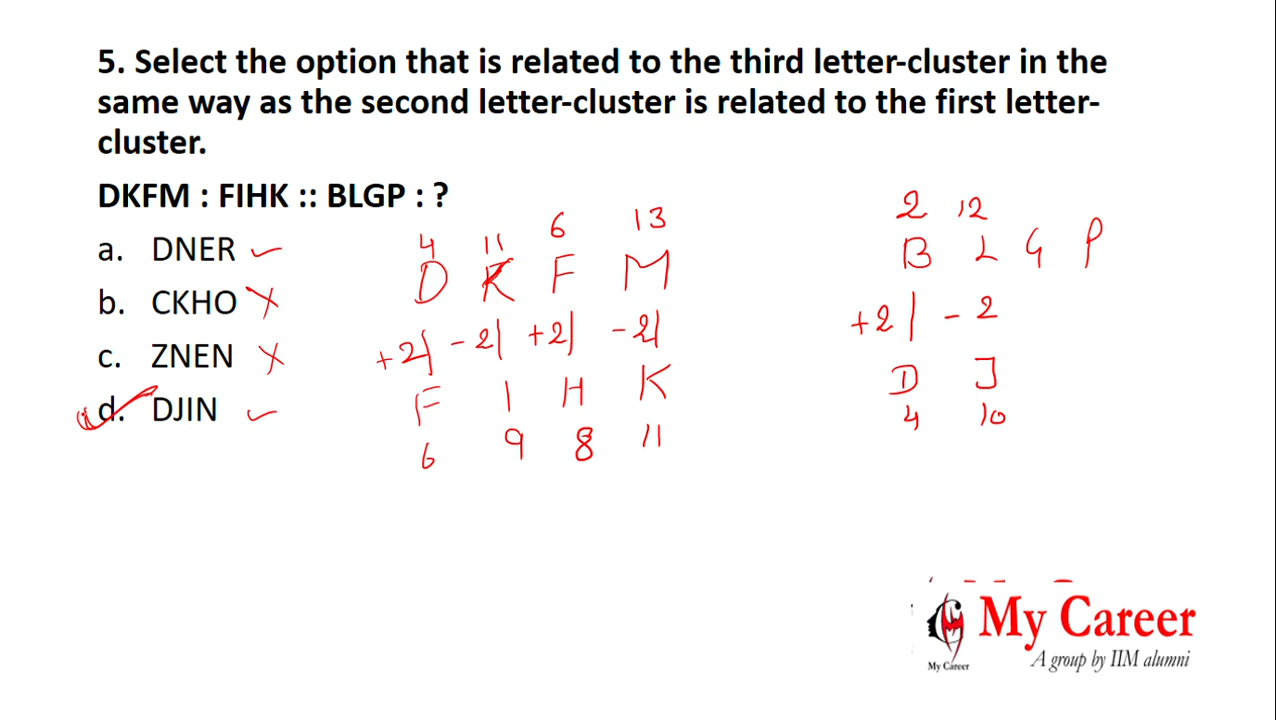 5. Select the option that is related to the third letter-cluster in the
same way as the second letter-cluster is related to the first letter-
cluster.
DKFM : FIHK :: BLGP : ?
a. DNER ✓
b. CKHO X
c. ZNEN X
d. DJIN ✓
4 11 6 13
D K F M
+2 -2 +2 -2
F I H K
6 9 8 11
2 12
B L G P
+2 -2
D J
4 10
My Career
A group by IIM alumni
My Career